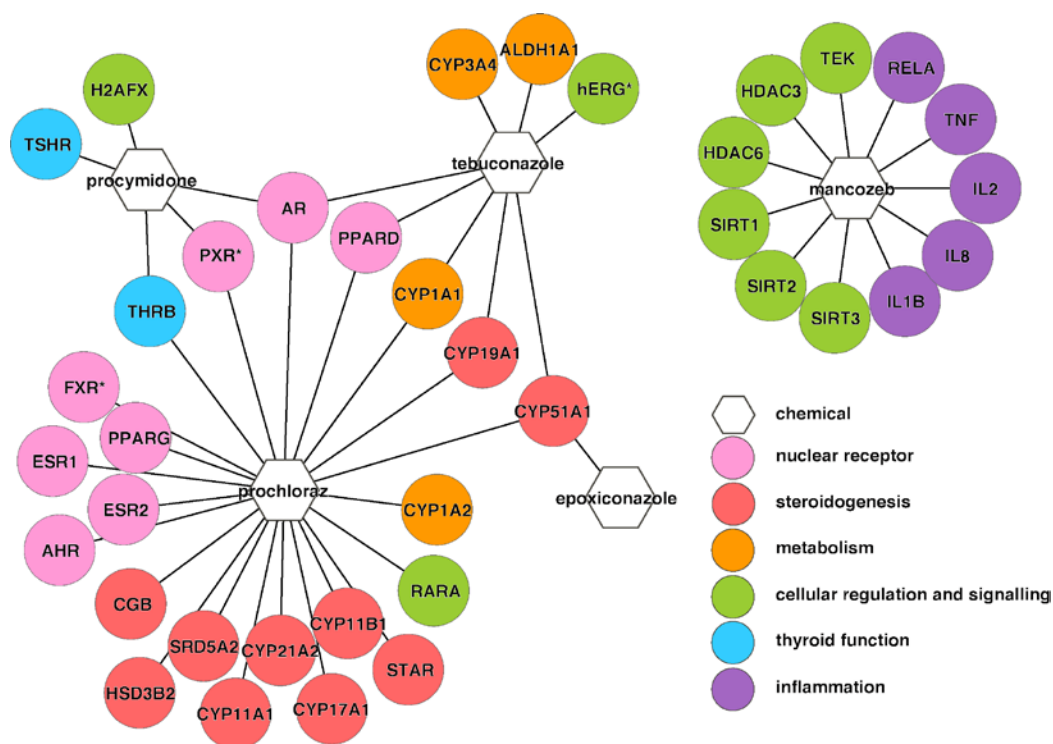 ALDH1A1
CYP3A4
TEK
RELA
H2AFX
hERG*
HDAC3
TNF
TSHR
procymidone
tebuconazole
HDAC6
mancozeb
IL2
AR
PPARD
SIRT1
PXR*
IL8
CYP1A1
SIRT2
IL1B
THRB
SIRT3
CYP19A1
FXR*
CYP51A1
chemical
PPARG
ESR1
nuclear receptor
prochloraz
epoxiconazole
steroidogenesis
ESR2
CYP1A2
AHR
metabolism
RARA
cellular regulation and signalling
CGB
CYP11B1
SRD5A2
CYP21A2
thyroid function
STAR
HSD3B2
inflammation
CYP11A1
CYP17A1